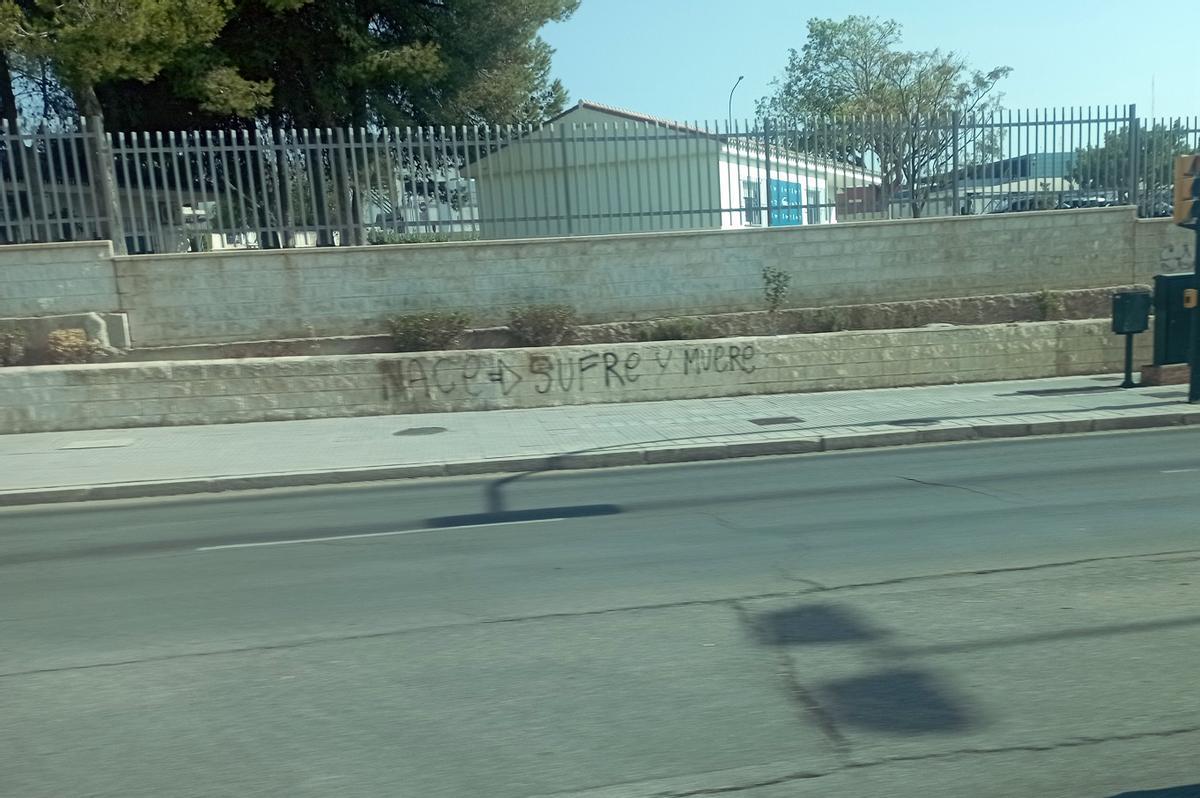 NACe => SUFRe Y MUeRe